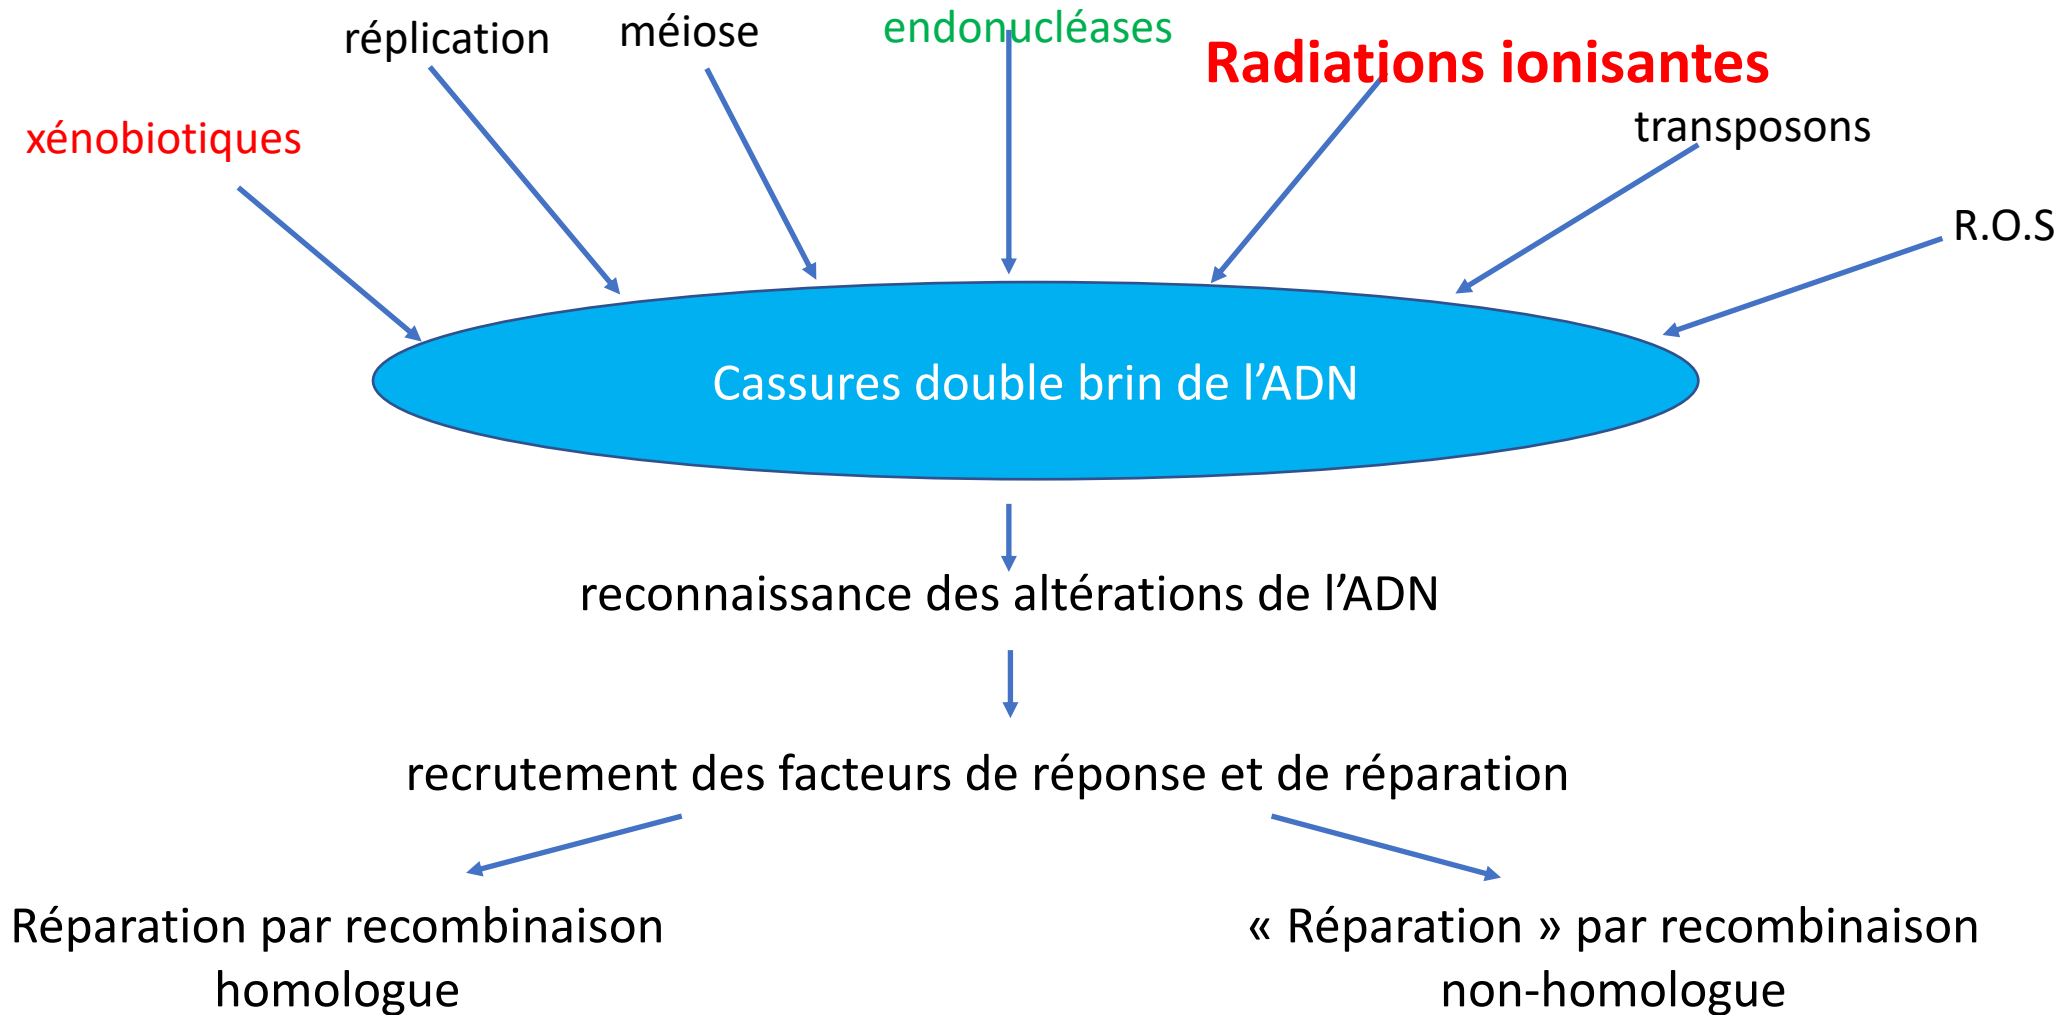 endonucléases
méiose
réplication
Radiations ionisantes
transposons
xénobiotiques
R.O.S
Cassures double brin de l’ADN
reconnaissance des altérations de l’ADN
recrutement des facteurs de réponse et de réparation
Réparation par recombinaison
homologue
« Réparation » par recombinaison
non-homologue